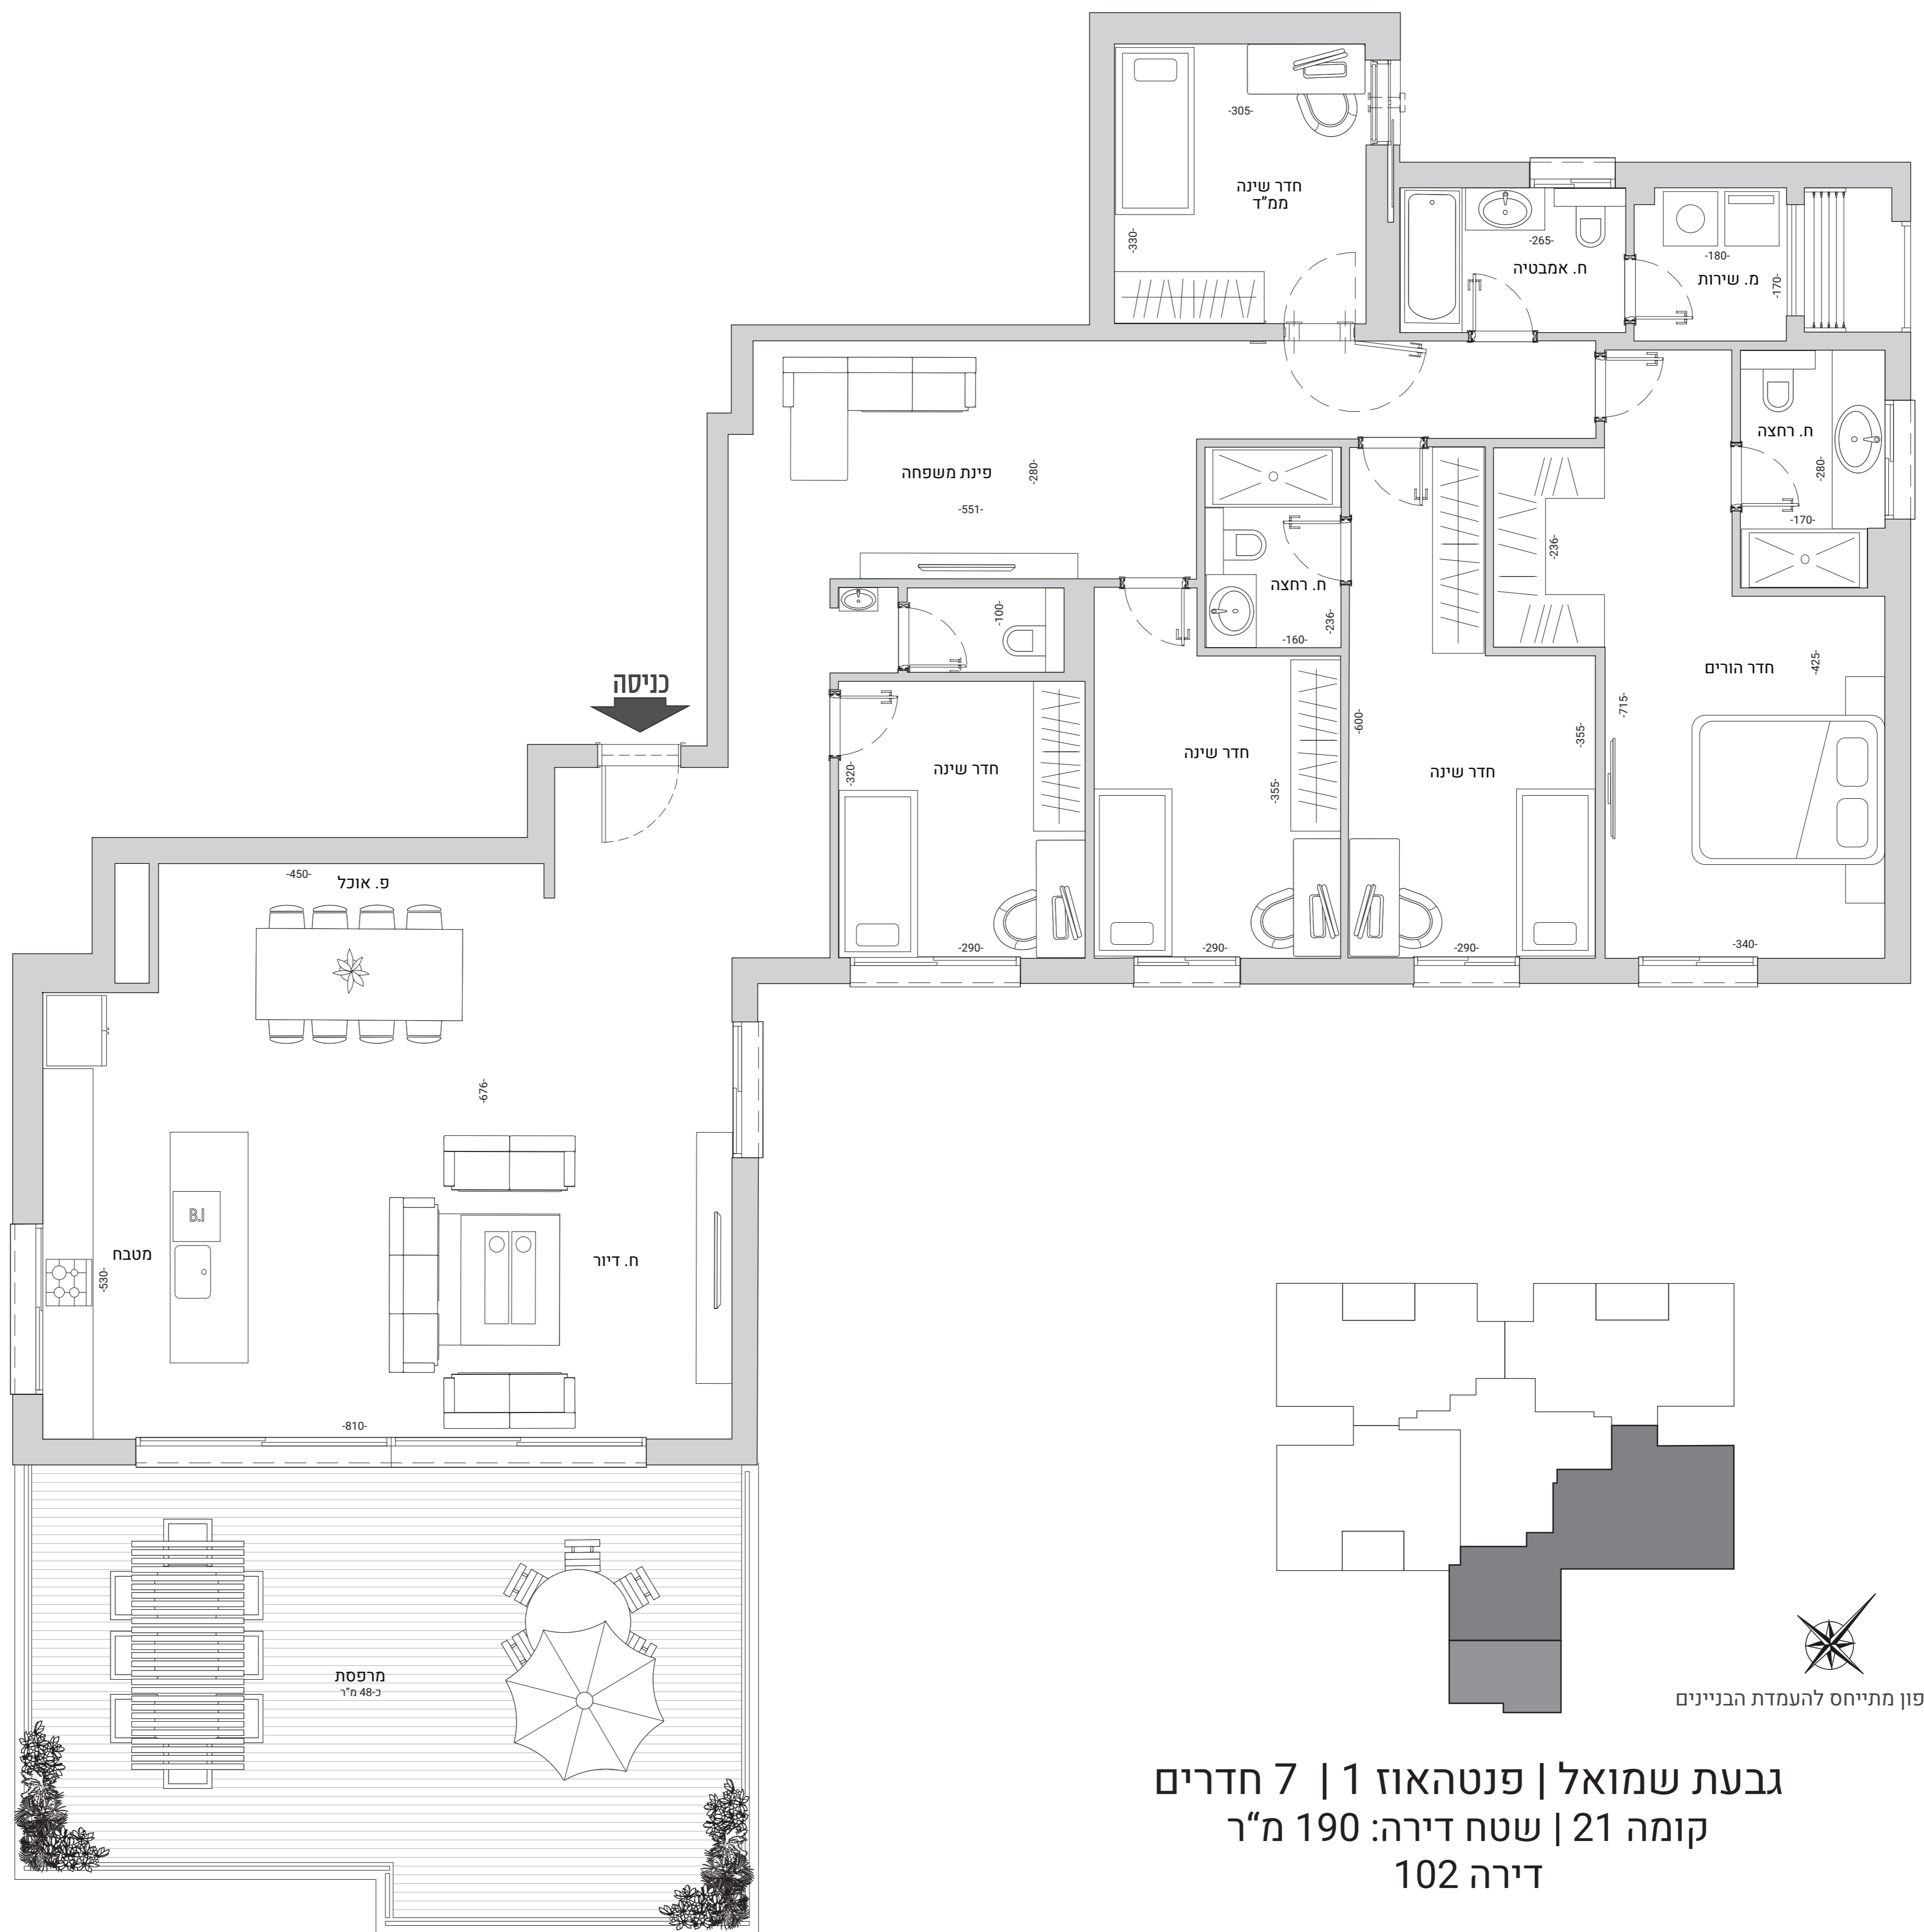 -305-
חדר שינה
ממ"ד
-330-
-265-
ח. אמבטיה
-180-
מ. שירות
-170-
ח. רחצה
-280-
-170-
פינת משפחה
-280-
-551-
-236-
ח. רחצה
-236-
-160-
-100-
כניסה
חדר הורים
-425-
-715-
-340-
חדר שינה
-320-
-290-
חדר שינה
-355-
-290-
-600-
-355-
חדר שינה
-290-
-450-
פ. אוכל
-676-
B.I
מטבח
-530-
ח. דיור
-810-
מרפסת
כ-48 מ"ר
פון מתייחס להעמדת הבניינים
גבעת שמואל | פנטהאוז 1 | 7 חדרים
קומה 21 | שטח דירה: 190 מ"ר
דירה 102